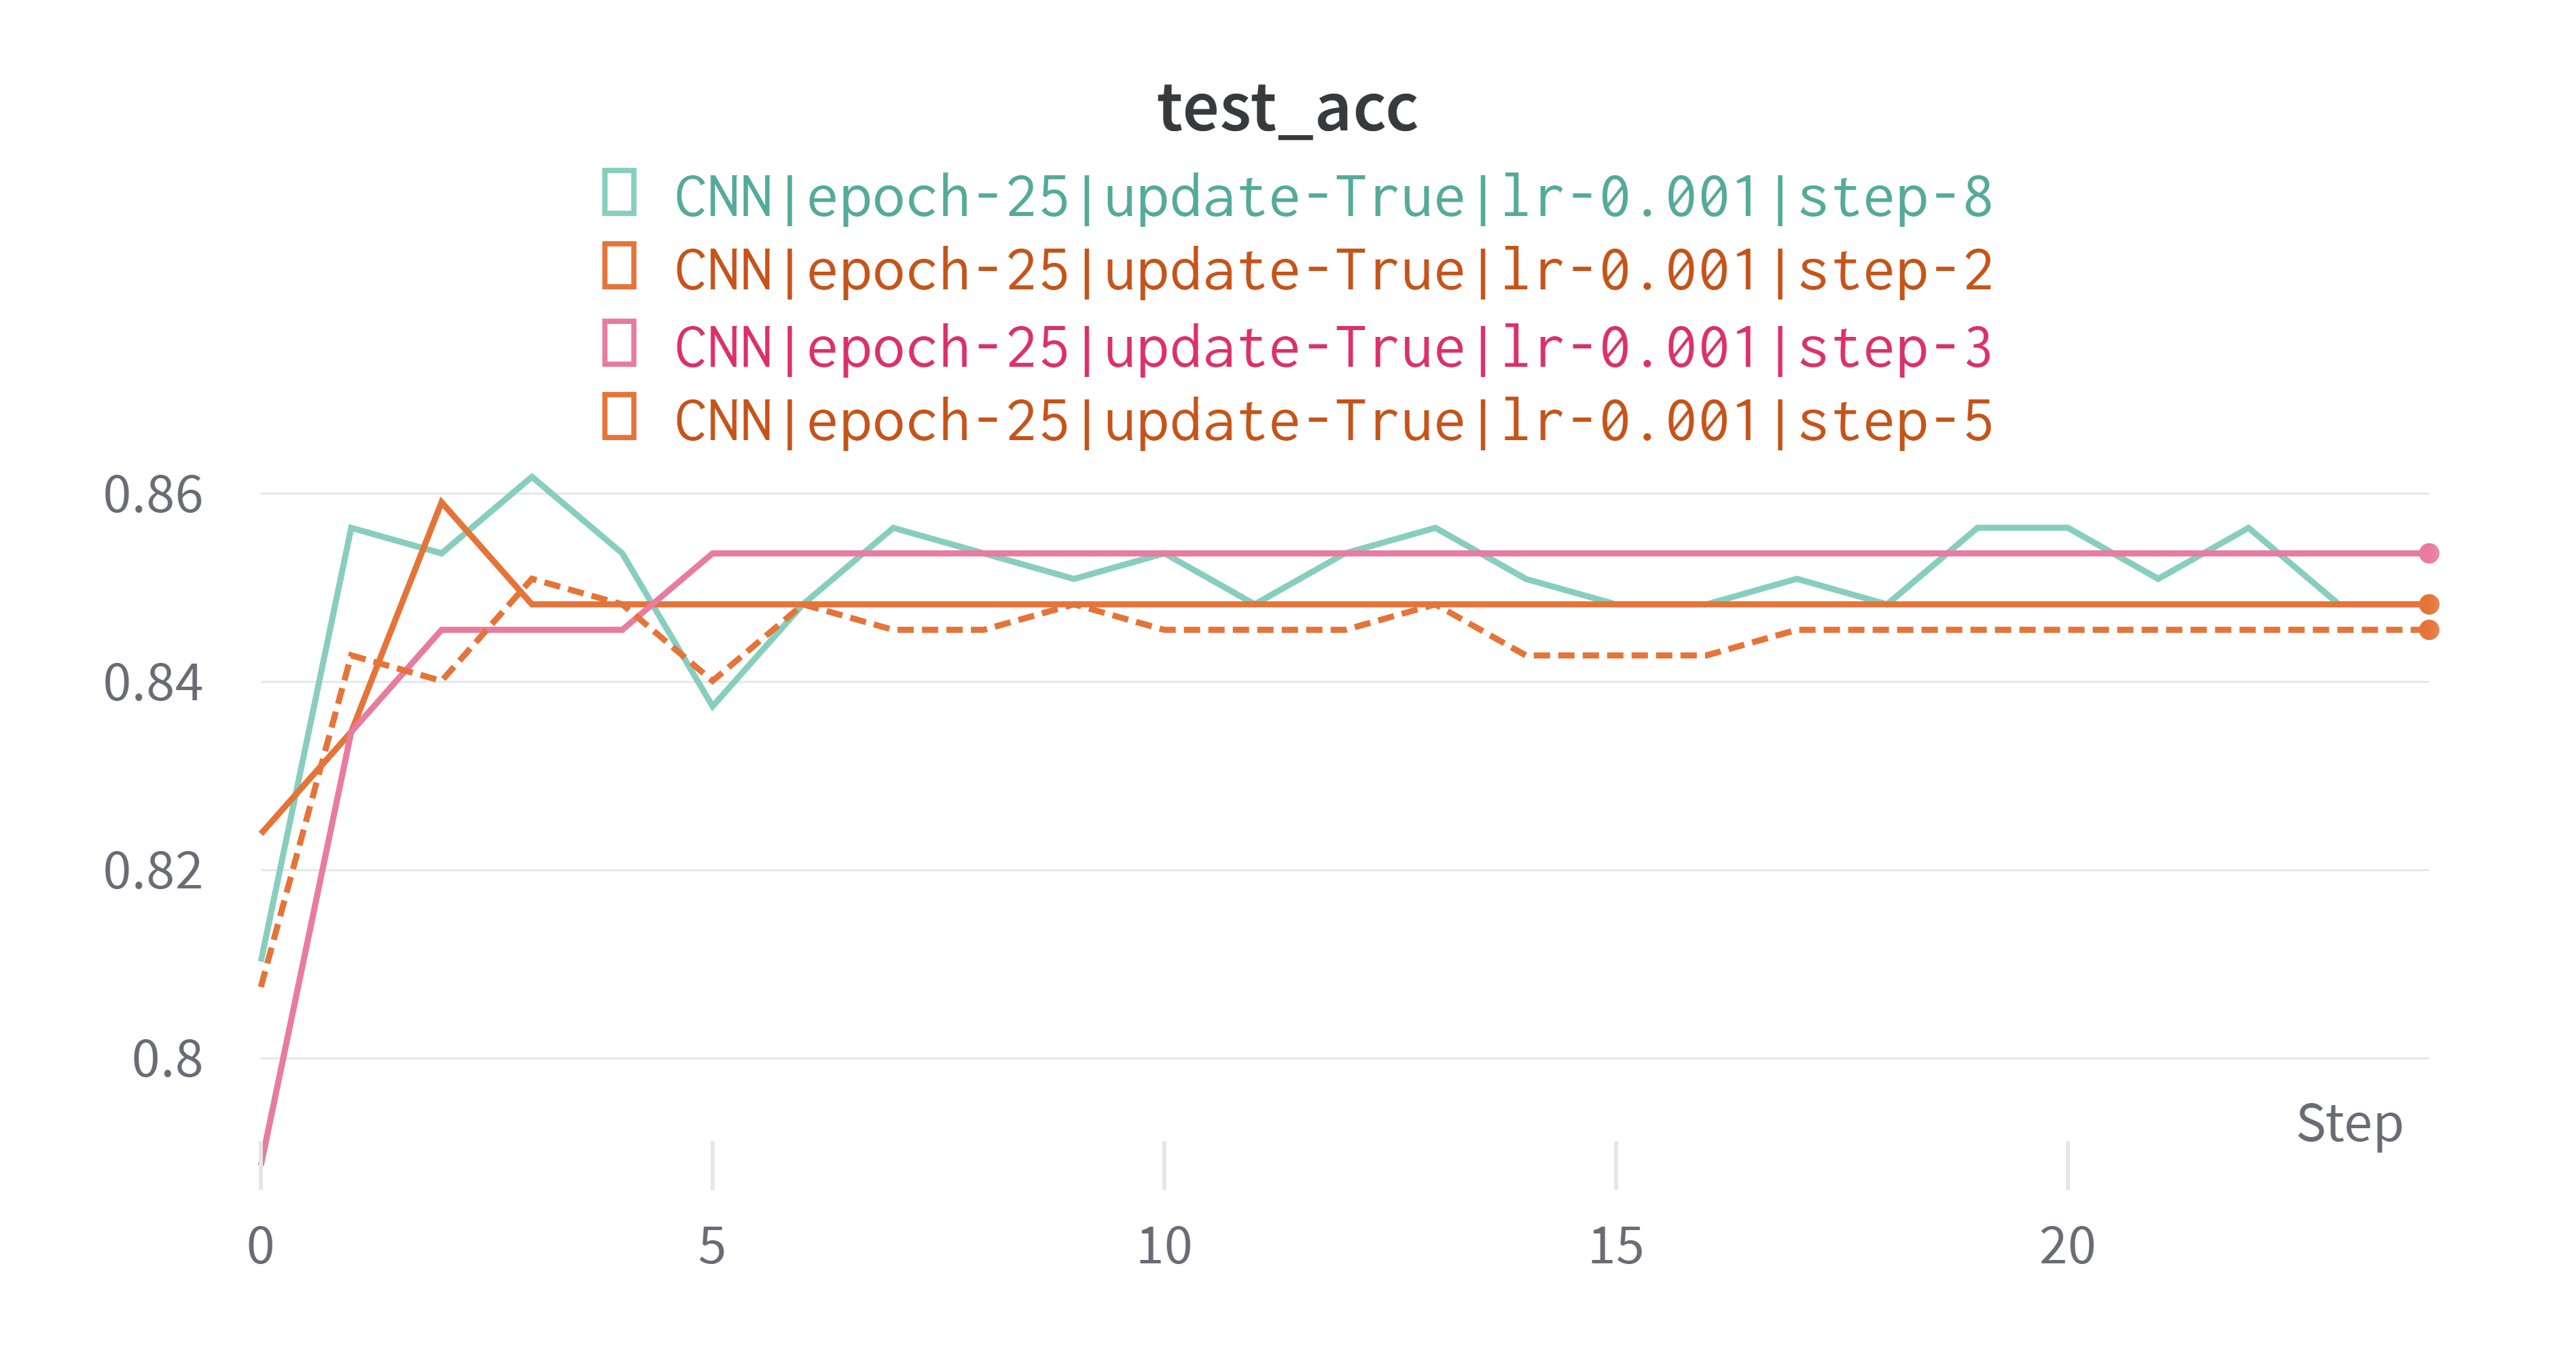 test_acc
CNN|epoch-25|update-True|lr-0.001|step-8
CNN|epoch-25|update-True|lr-0.001|step-2
CNN|epoch-25|update-True|lr-0.001|step-3
CNN|epoch-25|update-True|lr-0.001|step-5
0.86
0.84
0.82
0.8
Step
0 5 10 15 20